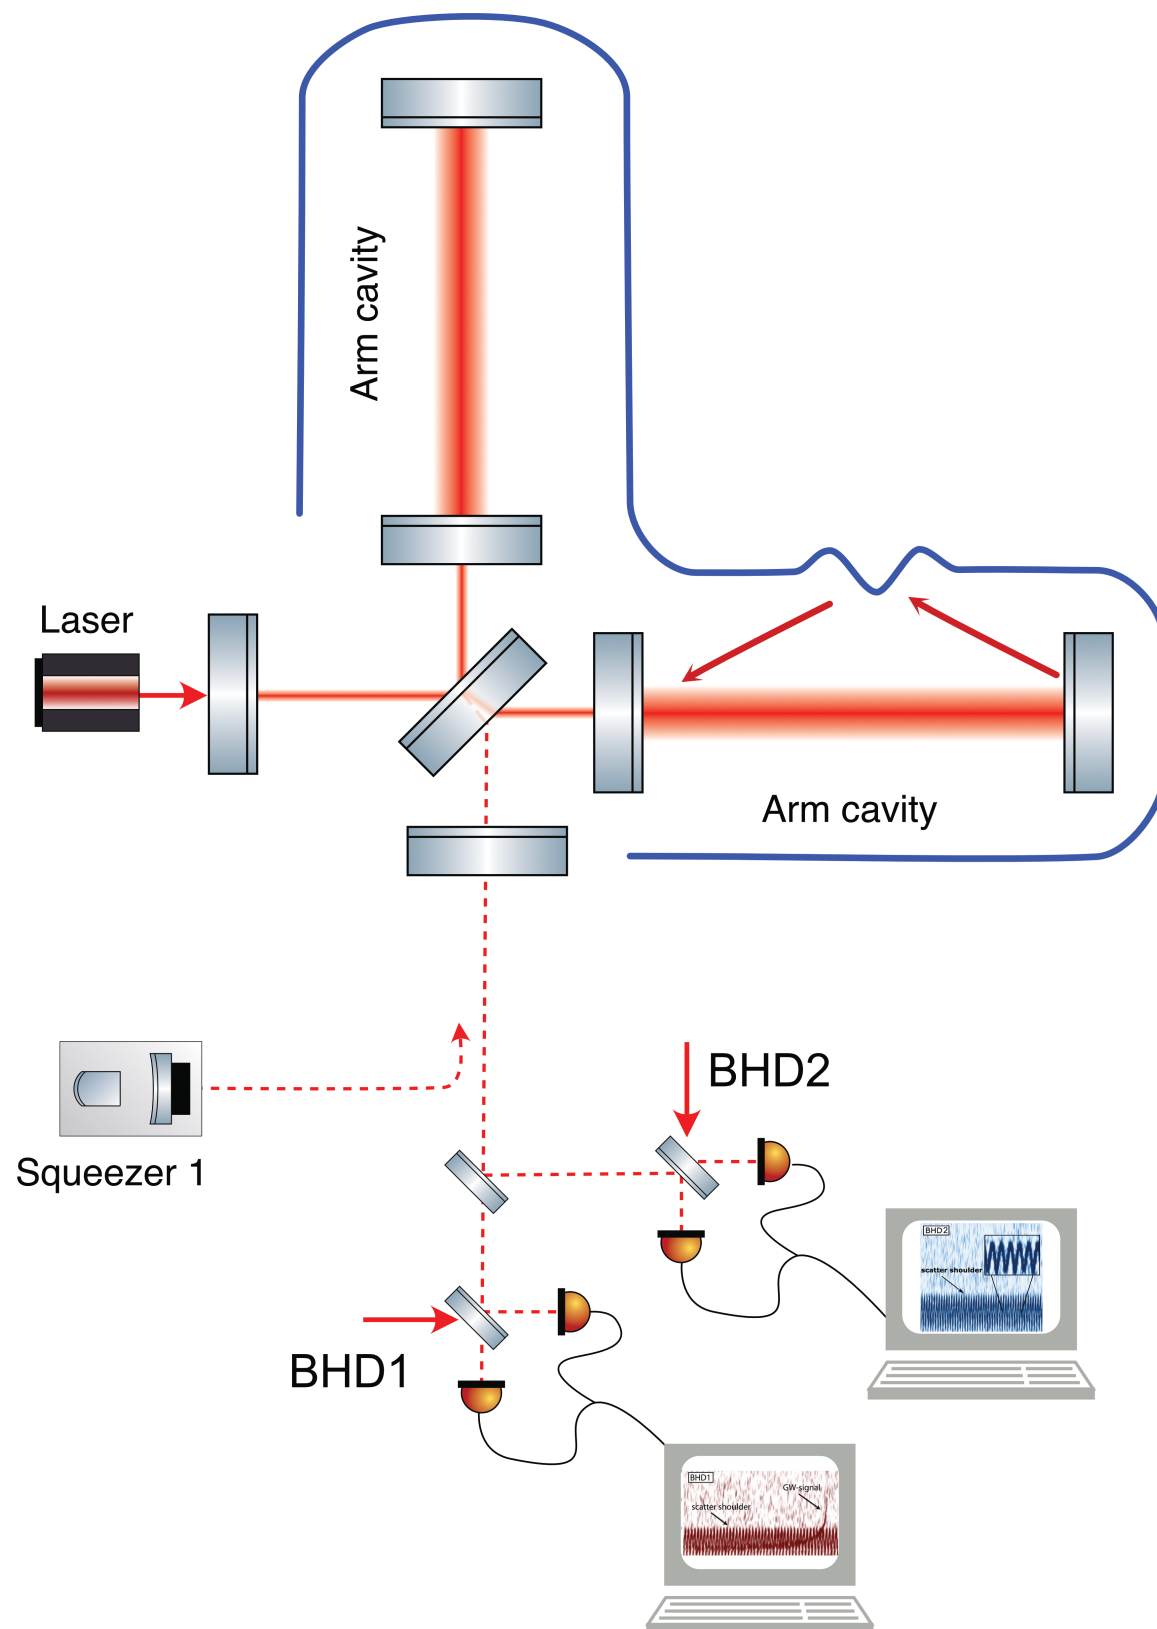 Arm cavity
Laser
Arm cavity
BHD2
Squeezer 1
BHD2
scatter shoulder
BHD1
BHD1
GW-signal
scatter shoulder